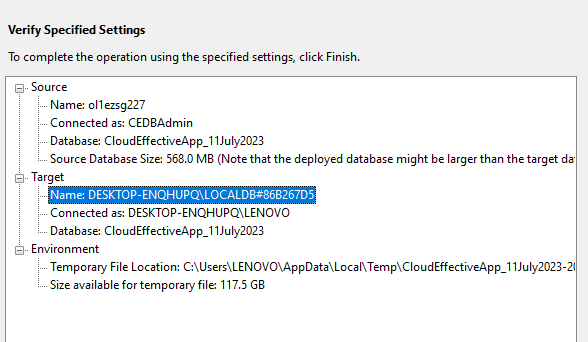 Verify Specified Settings
To complete the operation using the specified settings, click Finish.
Source
Name: ol1ezsg227
Connected as: CEDBAdmin
Database: CloudEffectiveApp_11July2023
Source Database Size: 568.0 MB (Note that the deployed database might be larger than the target da
Target
Name: DESKTOP-ENQHUPQ\LOCALDB#86B267D5
Connected as: DESKTOP-ENQHUPQ\LENOVO
Database: CloudEffectiveApp_11July2023
Environment
Temporary File Location: C:\Users\LENOVO\AppData\Local\Temp\CloudEffectiveApp_11July2023-20
Size available for temporary file: 117.5 GB